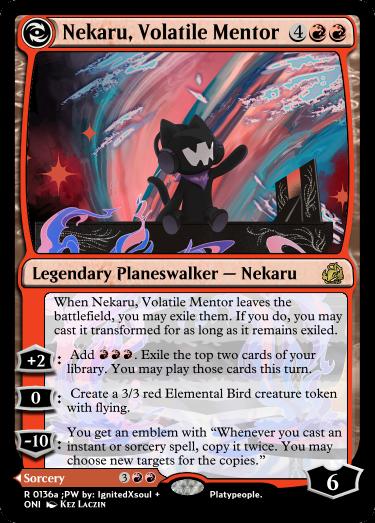 Nekaru, Volatile Mentor 4
Legendary Planeswalker — Nekaru
When Nekaru, Volatile Mentor leaves the
battlefield, you may exile them. If you do, you may
cast it transformed for as long as it remains exiled.
+2: Add. Exile the top two cards of your
library. You may play those cards this turn.
0: Create a 3/3 red Elemental Bird creature token
with flying.
-10: You get an emblem with “Whenever you cast an
instant or sorcery spell, copy it twice. You may
choose new targets for the copies.”
Sorcery 3
6
R 0136a ;PW by: IgnitedXsoul + Platypeople.
ONI Kez Laczin